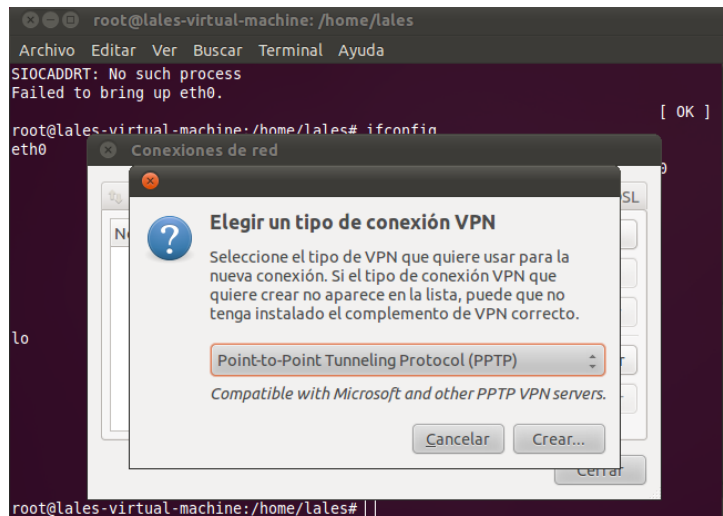 root@lales-virtual-machine: /home/lales
Archivo Editar Ver Buscar Terminal Ayuda
SIOCADDRT: No such process
Failed to bring up eth0.
[ OK ]
root@lales-virtual-machine:/home/lales# ifconfig
eth0
Conexiones de red
SL
Elegir un tipo de conexión VPN
Seleccione el tipo de VPN que quiere usar para la
nueva conexión. Si el tipo de conexión VPN que
quiere crear no aparece en la lista, puede que no
tenga instalado el complemento de VPN correcto.
lo
Point-to-Point Tunneling Protocol (PPTP)
Compatible with Microsoft and other PPTP VPN servers.
Cancelar Crear...
Cerrar
root@lales-virtual-machine:/home/lales#